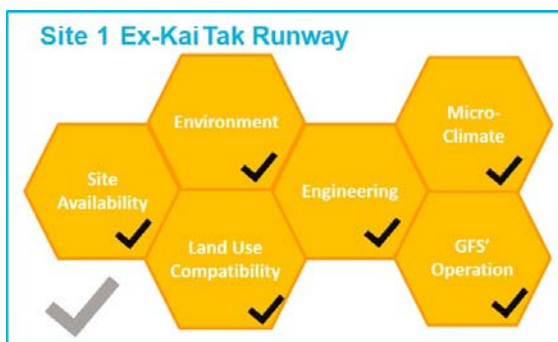 Site 1 Ex-Kai Tak Runway
Environment
Micro-
Climate
Site
Availability
Engineering
Land Use
Compatibility
GFS'
Operation